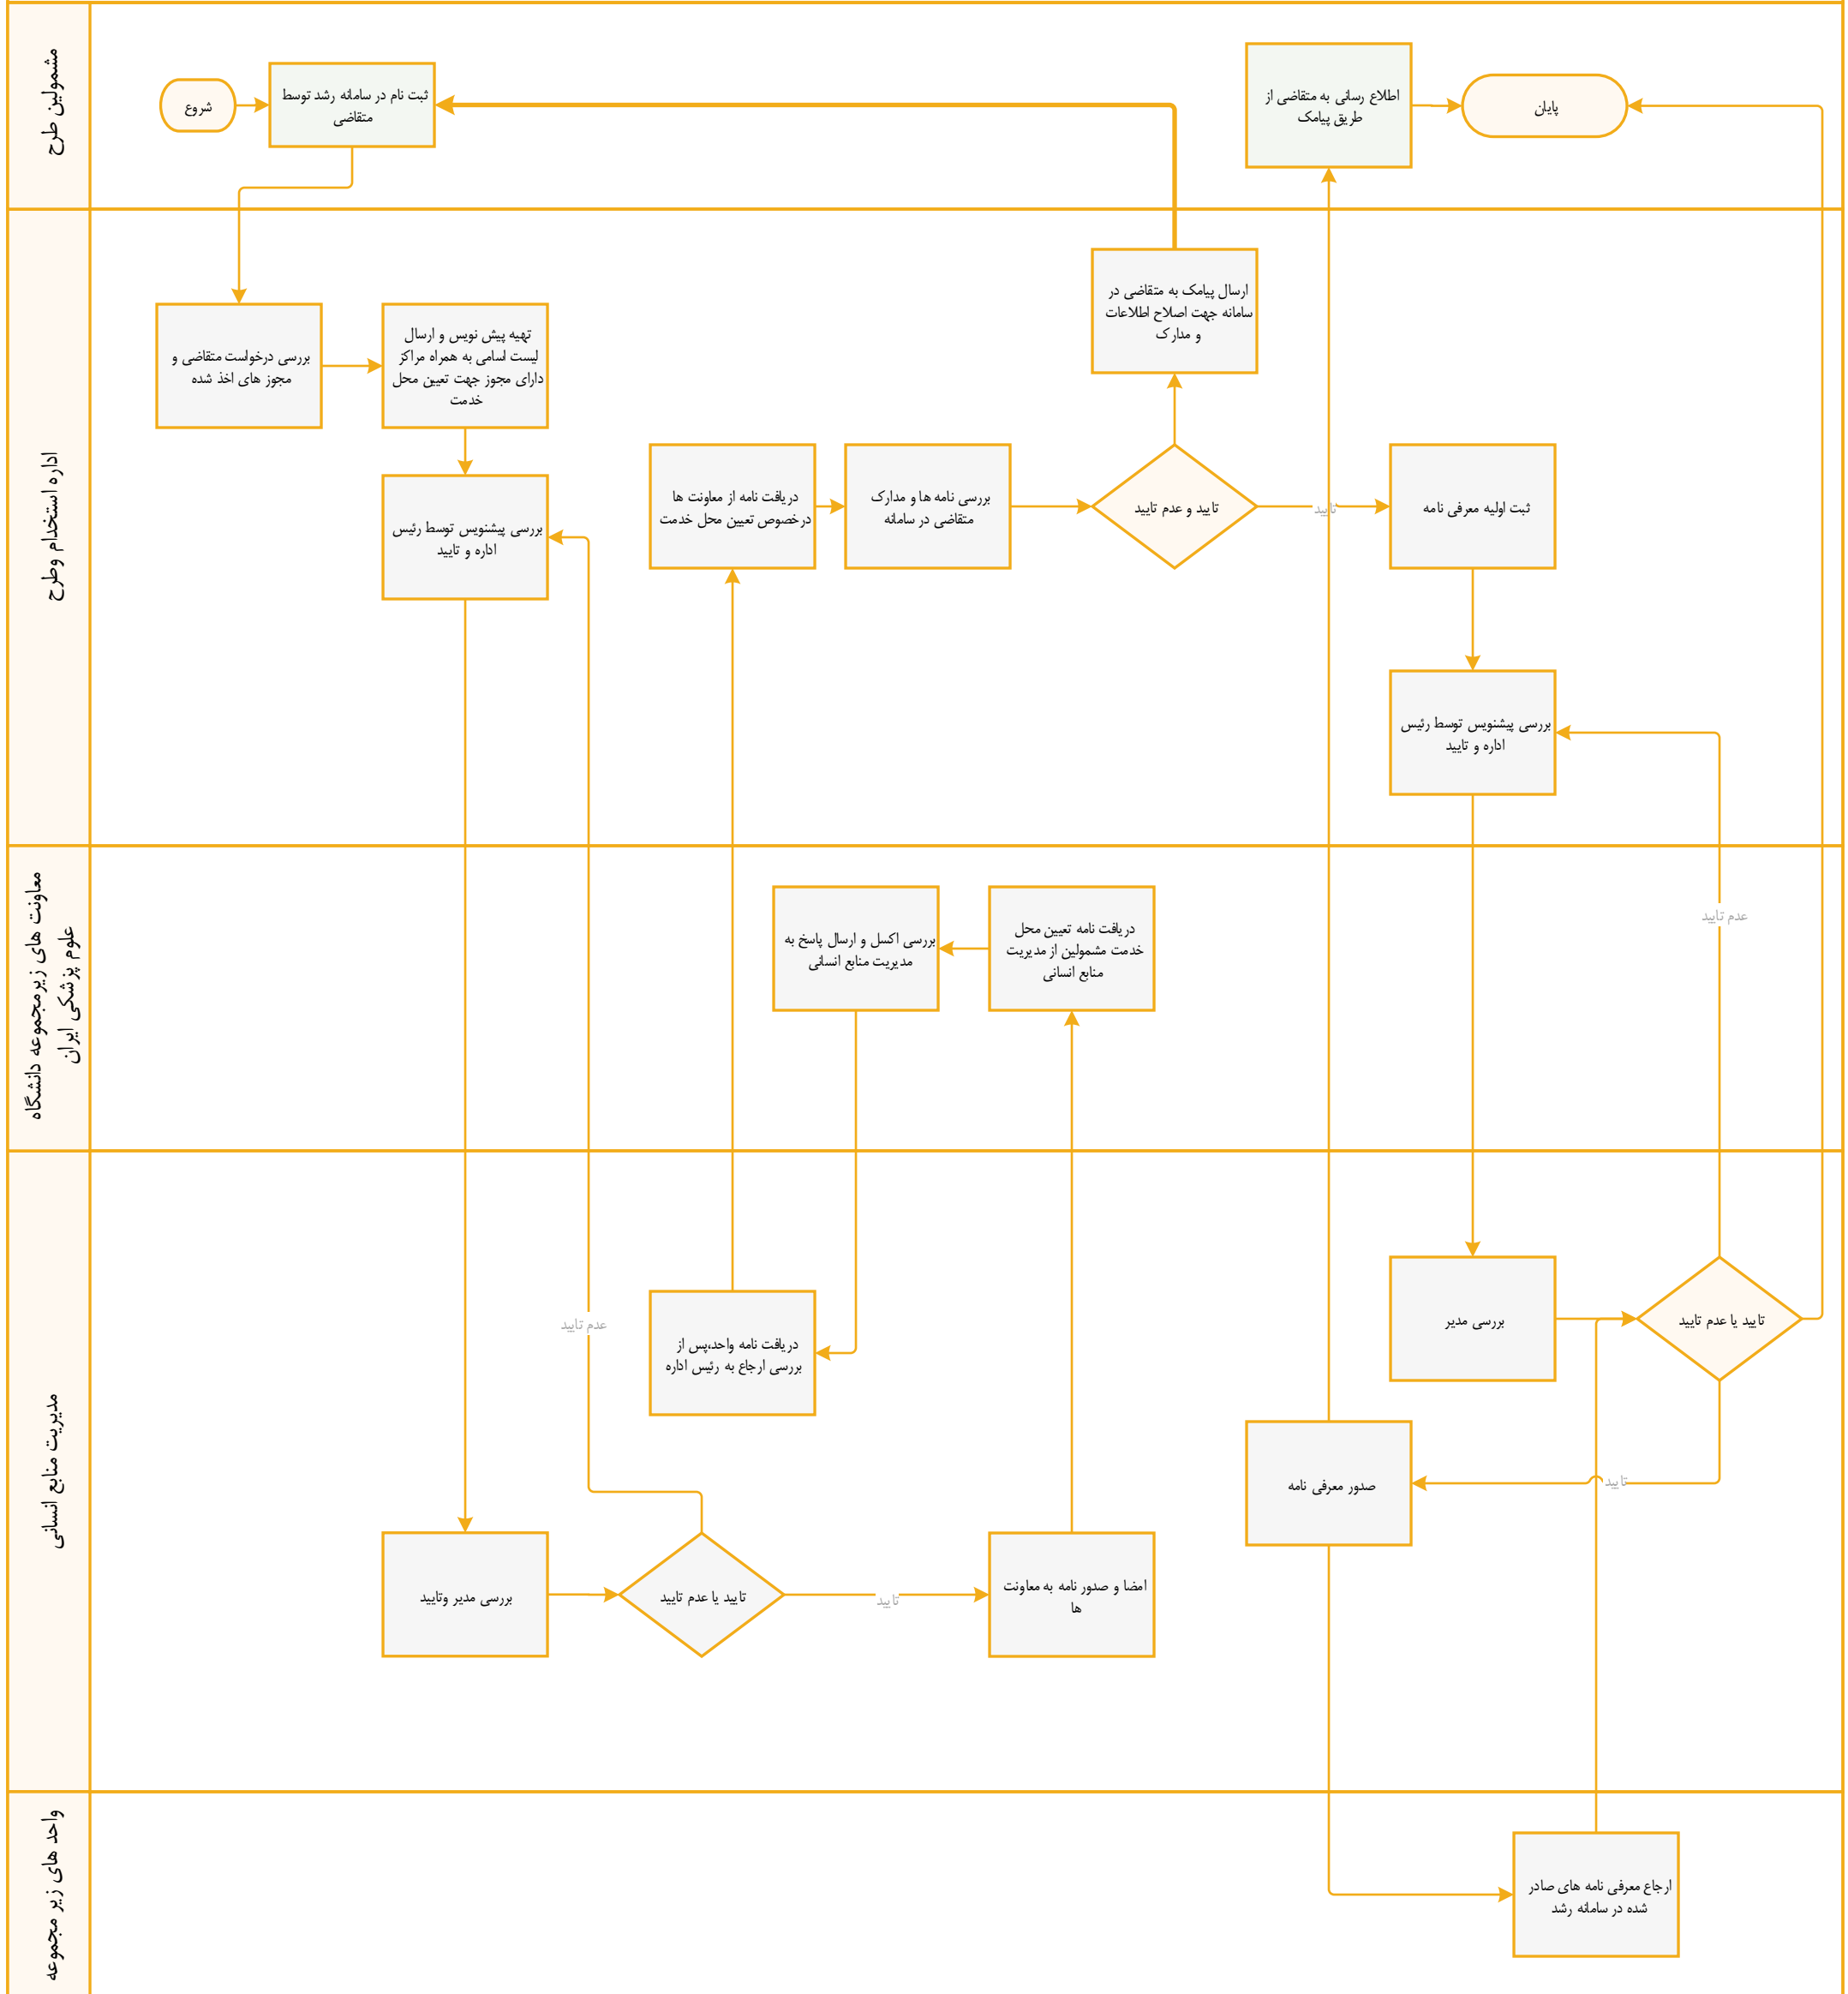 مشمولین طرح
شروع
ثبت نام در سامانه رشد توسط
متقاضی
اطلاع رسانی به متقاضی از
طریق پیامک
پایان
اداره استخدام وطرح
بررسی درخواست متقاضی و
مجوز های اخذ شده
تهیه پیش نویس و ارسال
لیست اسامی به همراه مراکز
دارای مجوز جهت تعیین محل
خدمت
بررسی پیشنویس توسط رئیس
اداره و تایید
دریافت نامه از معاونت ها
درخصوص تعیین محل خدمت
بررسی نامه ها و مدارک
متقاضی در سامانه
تایید و عدم تایید
ارسال پیامک به متقاضی در
سامانه جهت اصلاح اطلاعات
و مدارک
تایید
ثبت اولیه معرفی نامه
بررسی پیشنویس توسط رئیس
اداره و تایید
معاونت های زیرمجموعه دانشگاه
علوم پزشکی ایران
بررسی اکسل و ارسال پاسخ به
مدیریت منابع انسانی
دریافت نامه تعیین محل
خدمت مشمولین از مدیریت
منابع انسانی
عدم تایید
مدیریت منابع انسانی
عدم تایید
دریافت نامه واحد،پس از
بررسی ارجاع به رئیس اداره
بررسی مدیر
تایید یا عدم تایید
صدور معرفی نامه
تایید
بررسی مدیر وتایید
تایید یا عدم تایید
تایید
امضا و صدور نامه به معاونت
ها
واحد های زیر مجموعه
ارجاع معرفی نامه های صادر
شده در سامانه رشد